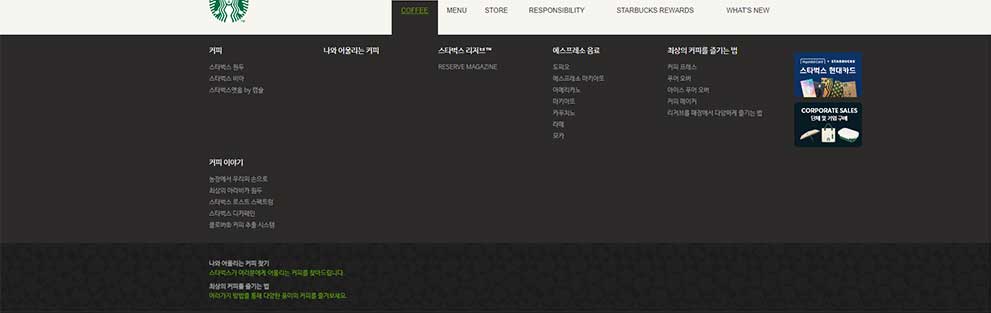 COFFEE MENU STORE RESPONSIBILITY STARBUCKS REWARDS WHAT'S NEW
커피
스타벅스 원두
스타벅스 비아
스타벅스앳홈 by 캡슐
나와 어울리는 커피
스타벅스 리저브™
RESERVE MAGAZINE
에스프레소 음료
도피오
에스프레소 마키아또
아메리카노
마키아또
카푸치노
라떼
모카
최상의 커피를 즐기는 법
커피 프레스
푸어 오버
아이스 푸어 오버
커피 메이커
리저브를 매장에서 다양하게 즐기는 법
STARBUCKS
스타벅스 현대카드
CORPORATE SALES
단체 및 기업 구매
커피 이야기
농장에서 우리의 손으로
최상의 아라비카 원두
스타벅스 로스트 스펙트럼
스타벅스 디카페인
클로버® 커피 추출 시스템
나와 어울리는 커피 찾기
스타벅스가 여러분에게 어울리는 커피를 찾아드립니다.
최상의 커피를 즐기는 법
여러가지 방법을 통해 다양한 풍미의 커피를 즐겨보세요.